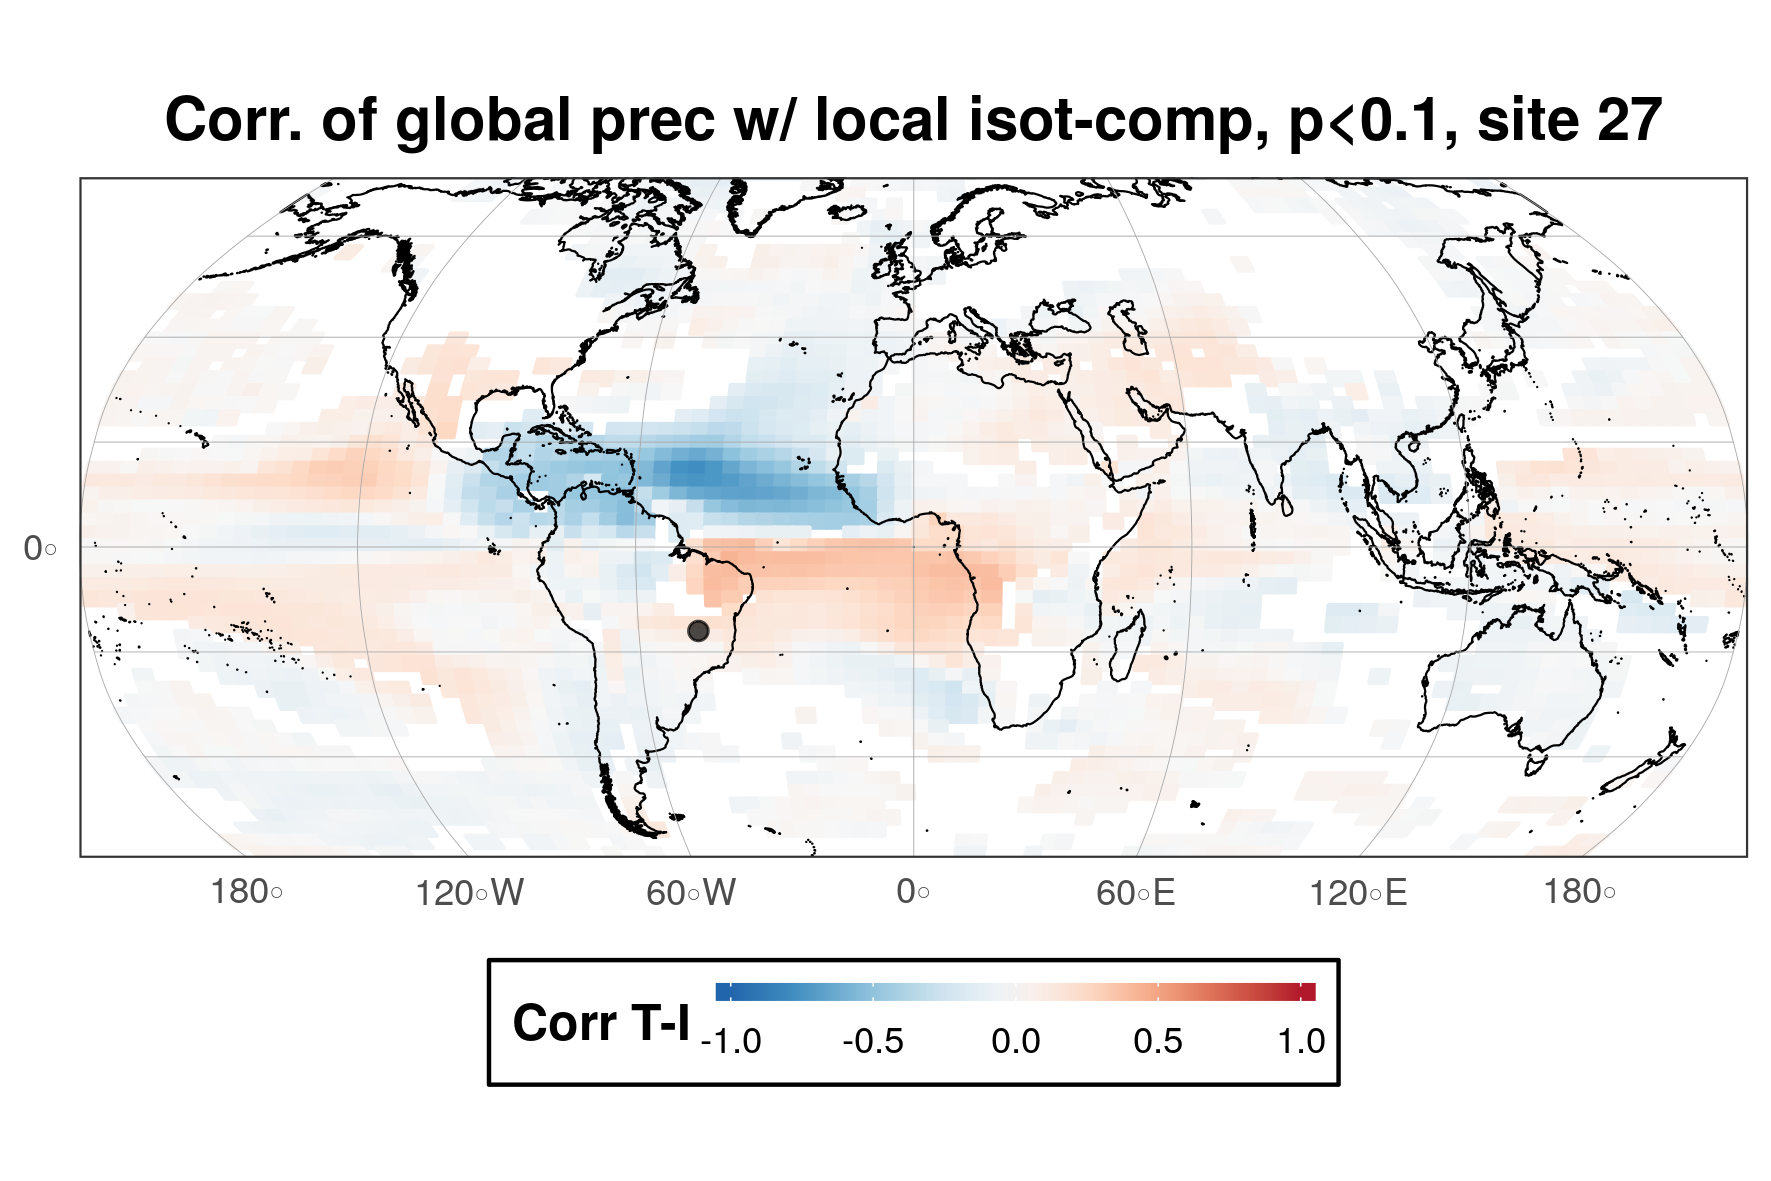 Corr. of global prec w/ local isot-comp, p<0.1, site 27
0°
180° 120°W 60°W 0° 60°E 120°E 180°
Corr T-I
-1.0 -0.5 0.0 0.5 1.0